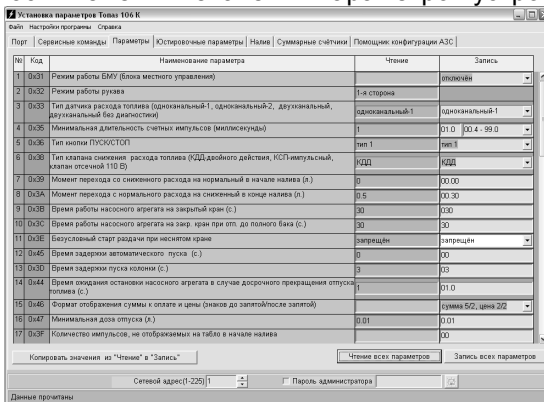 Установка параметров Топаз 106 К
Файл Настройки программы Справка
Порт Сервисные команды Параметры Юстировочные параметры Налив Суммарные счётчики Помощник конфигурации АЗС
№ Код Наименование параметра Чтение Запись
1 0x31 Режим работы БМУ (блока местного управления) отключён
2 0x32 Режим работы рукава 1-я сторона
3 0x33 Тип датчика расхода топлива (одноканальный-1, одноканальный-2, двухканальный, двухканальный без диагностики) одноканальный-1 одноканальный-1
4 0x35 Минимальная длительность счетных импульсов (миллисекунды) 1 01.0 00.4 - 99.0
5 0x36 Тип кнопки ПУСК/СТОП тип 1 тип 1
6 0x38 Тип клапана снижения расхода топлива (КДД-двойного действия, КСП-импульсный, клапан отсечной 110 В) КДД КДД
7 0x39 Момент перехода со сниженного расхода на нормальный в начале налива (л.) 0 00.00
8 0x3A Момент перехода с нормального расхода на сниженный в конце налива (л.) 0.5 00.30
9 0x3B Время работы насосного агрегата на закрытый кран (с.) 30 030
10 0x3C Время работы насосного агрегата на закр. кран при отп. до полного бака (с.) 30 30
11 0x3E Безусловный старт раздачи при неснятом кране запрещён запрещён
12 0x45 Время задержки автоматического пуска (с.) 0 00
13 0x3D Время задержки пуска колонки (с.) 3 03
14 0x44 Время ожидания остановки насосного агрегата в случае досрочного прекращения отпуска топлива (с.) 1 01.0
15 0x46 Формат отображения суммы к оплате и цены (знаков до запятой/после запятой) сумма 5/2, цена 2/2
16 0x47 Минимальная доза отпуска (л.) 0.01 0.01
17 0x3F Количество импульсов, не отображаемых на табло в начале налива 00
Копировать значения из "Чтение" в "Запись" Чтение всех параметров Запись всех параметров
Сетевой адрес(1-225) 1 Пароль администратора
Данные прочитаны